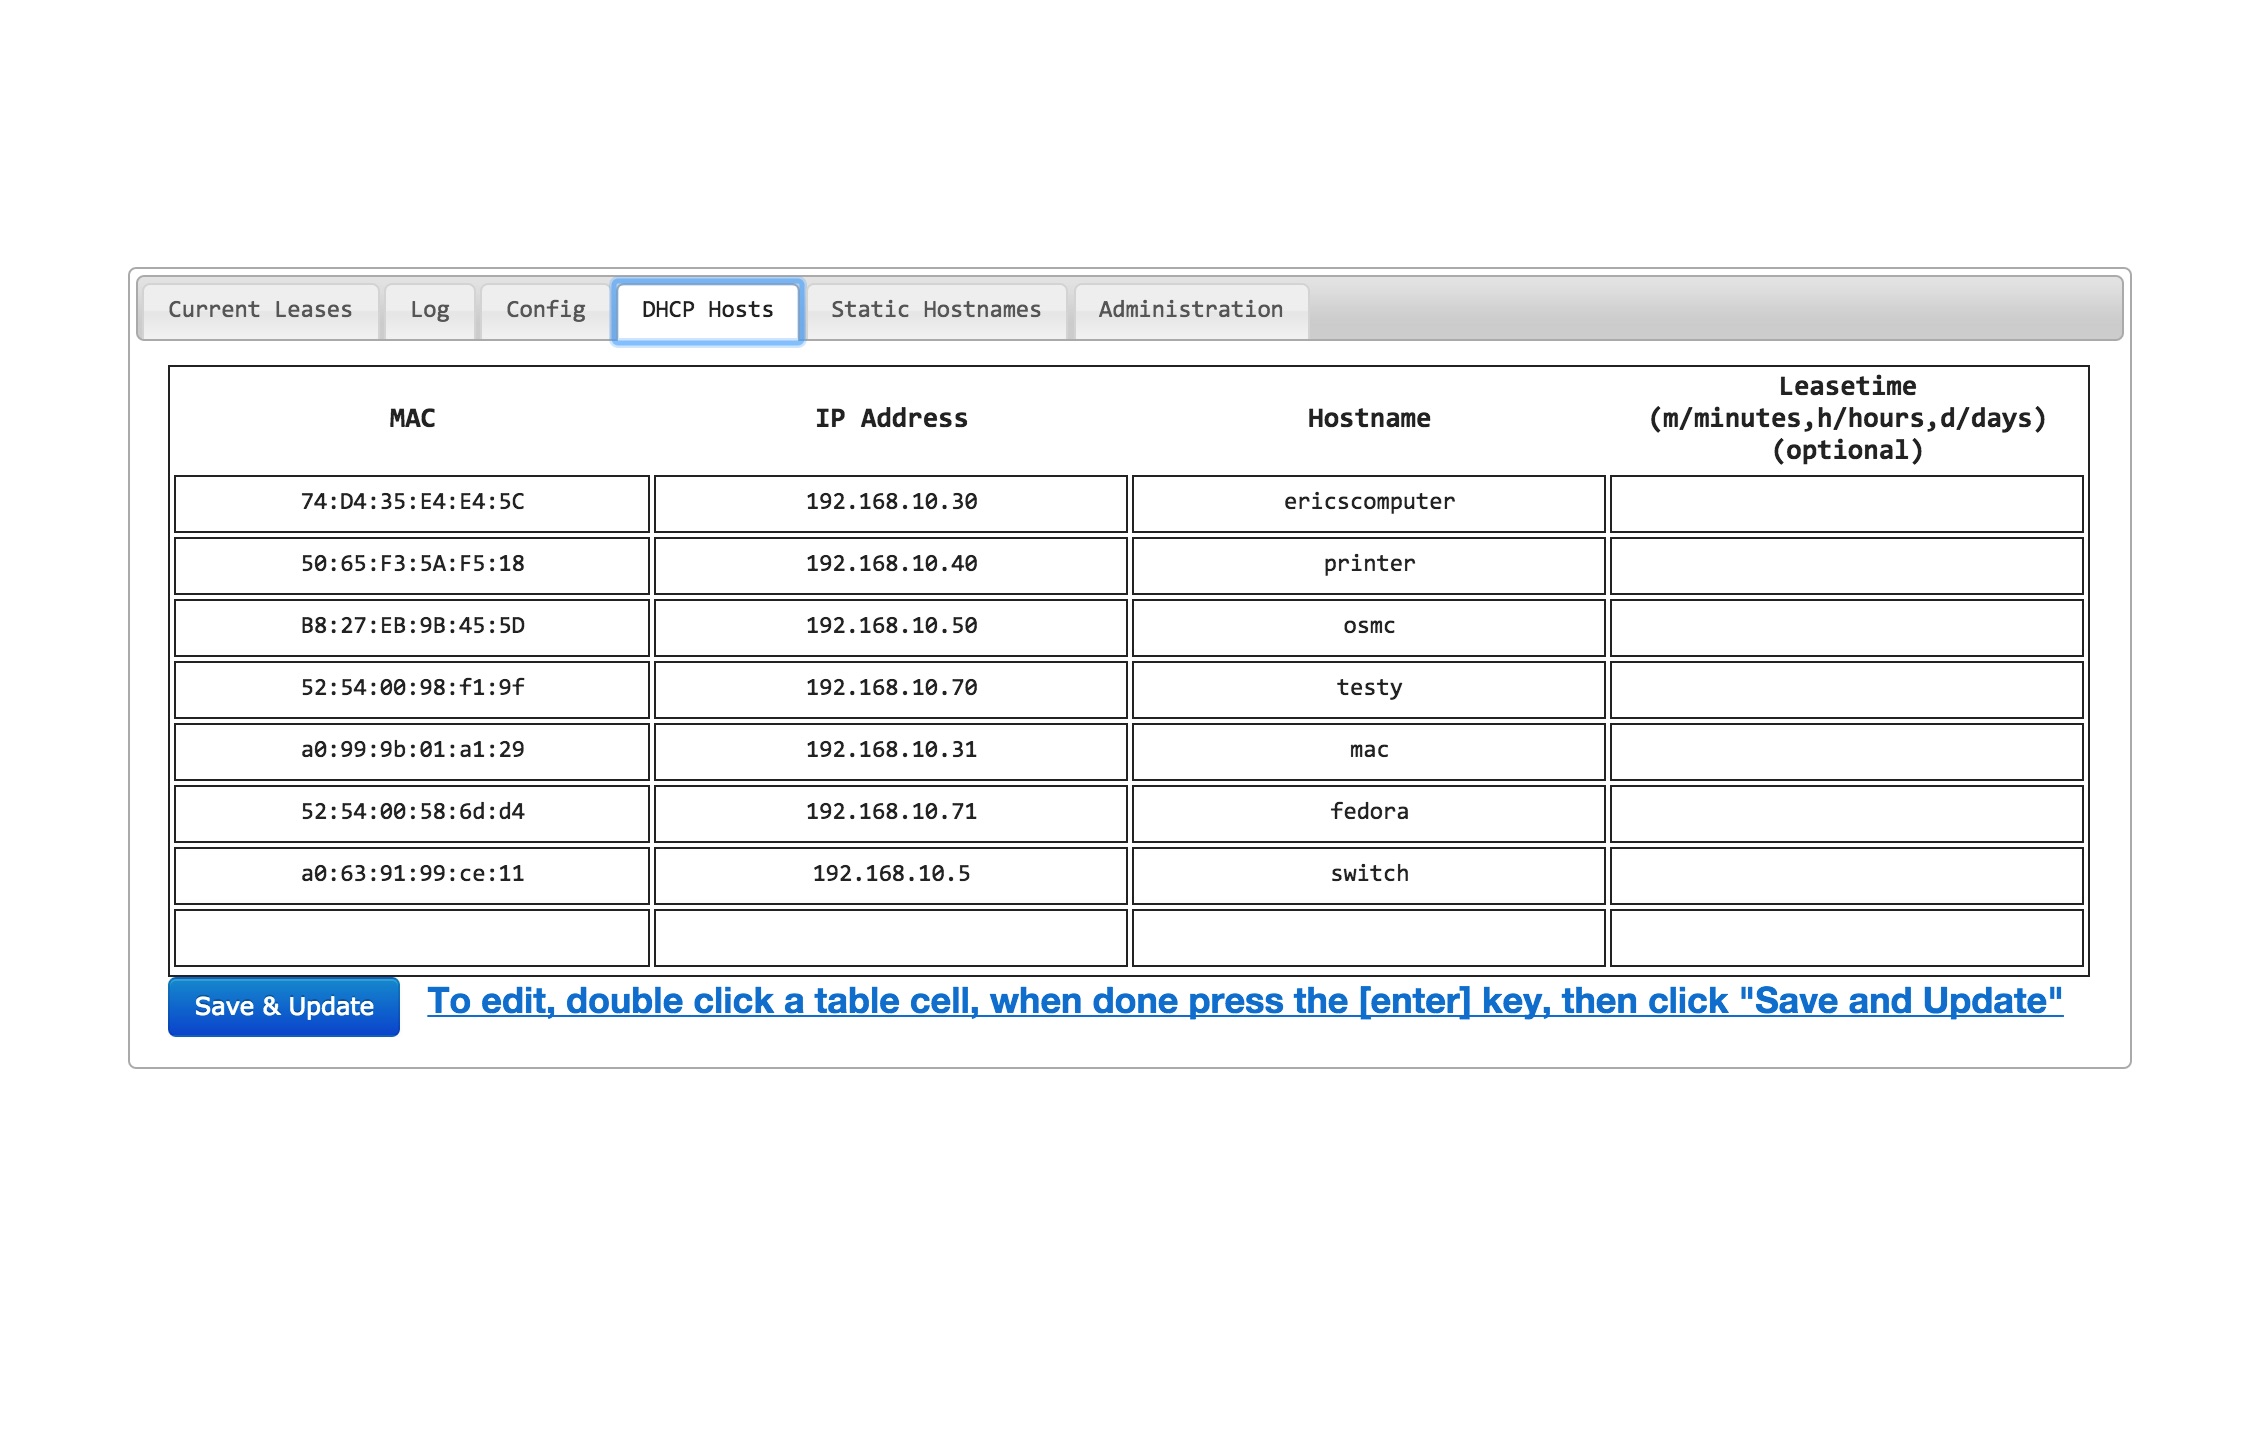 Current Leases Log Config DHCP Hosts Static Hostnames Administration
MAC IP Address Hostname Leasetime
(m/minutes,h/hours,d/days)
(optional)
74:D4:35:E4:E4:5C 192.168.10.30 ericscomputer
50:65:F3:5A:F5:18 192.168.10.40 printer
B8:27:EB:9B:45:5D 192.168.10.50 osmc
52:54:00:98:f1:9f 192.168.10.70 testy
a0:99:9b:01:a1:29 192.168.10.31 mac
52:54:00:58:6d:d4 192.168.10.71 fedora
a0:63:91:99:ce:11 192.168.10.5 switch
Save & Update To edit, double click a table cell, when done press the [enter] key, then click "Save and Update"